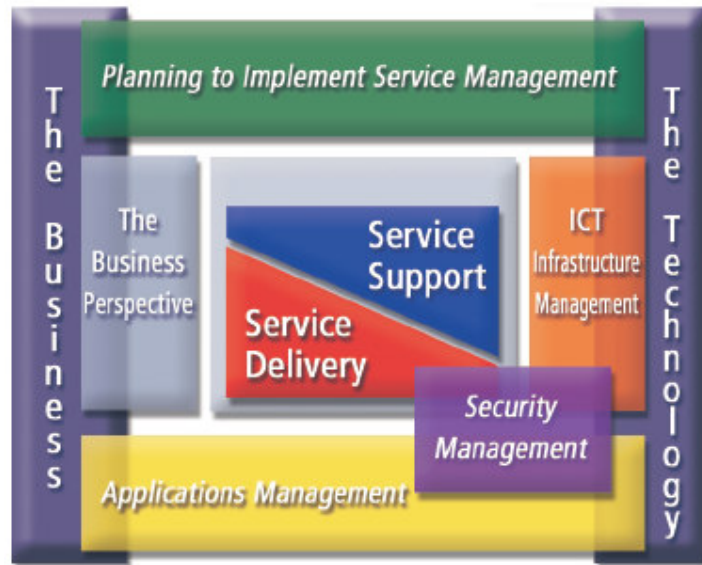 The Business
Planning to Implement Service Management
The Technology
The
Business
Perspective
Service
Support
Service
Delivery
ICT
Infrastructure
Management
Security
Management
Applications Management